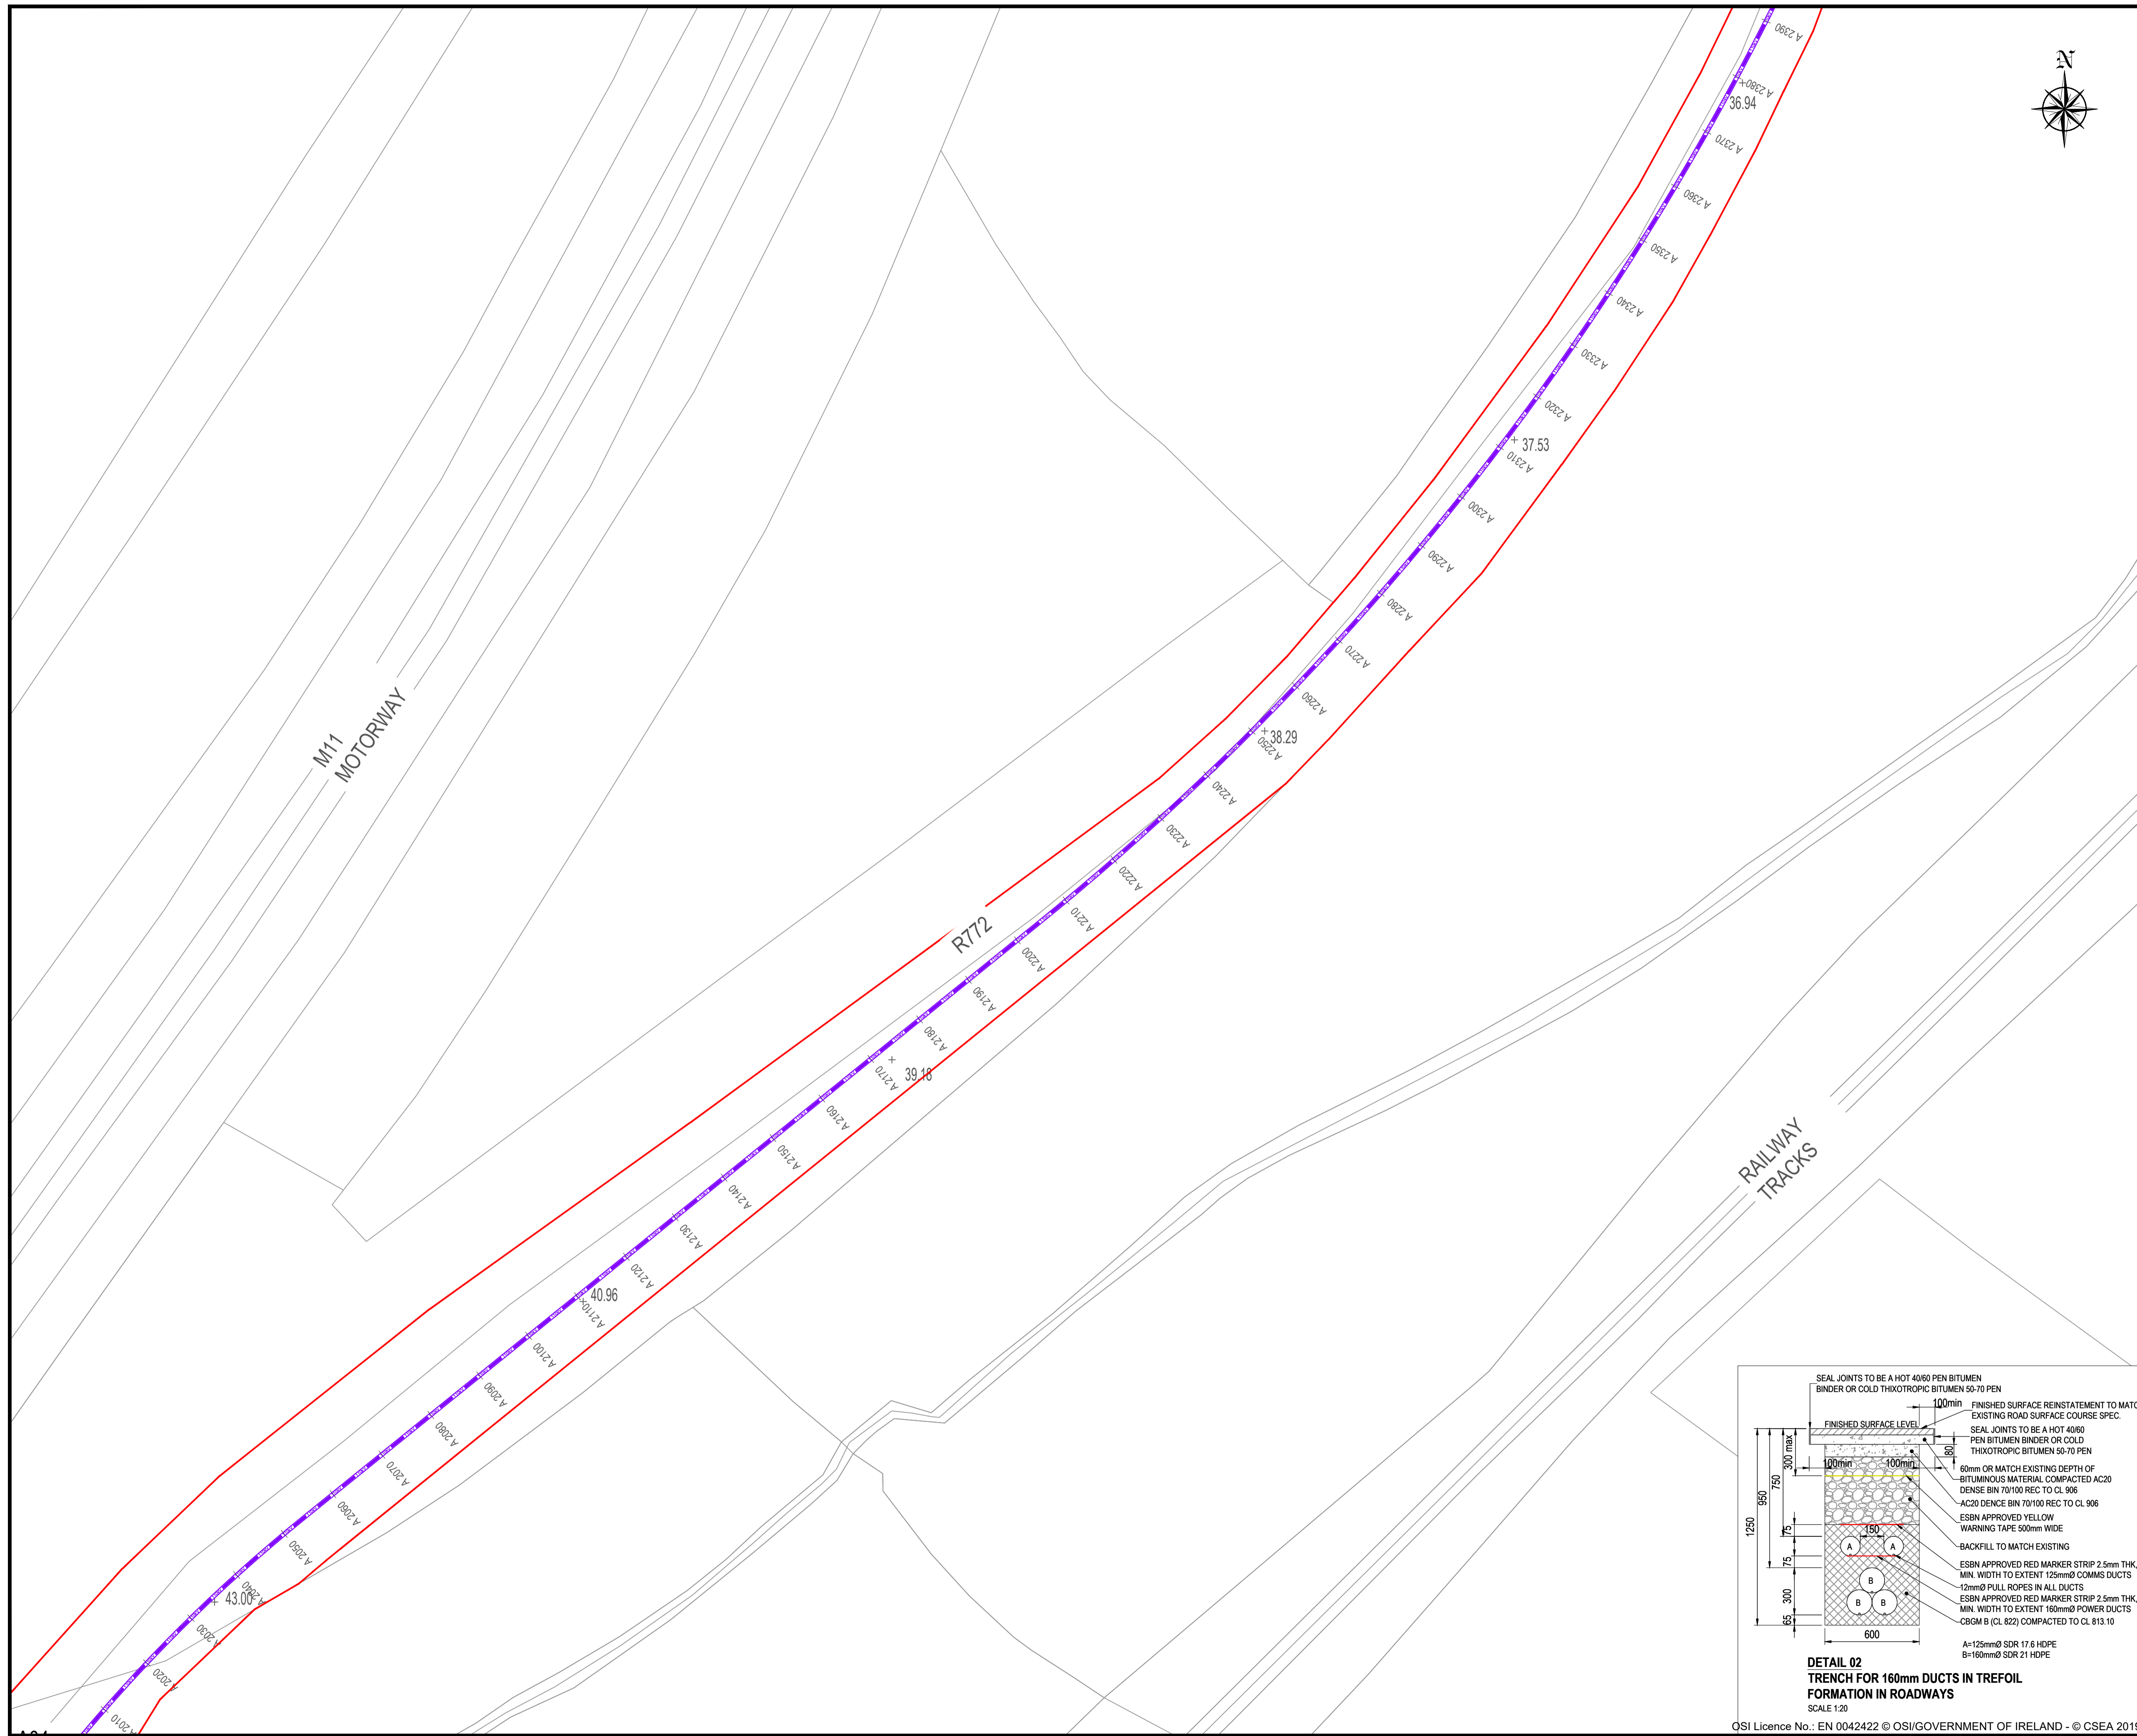 N
A 2390
A 2380
36.94
A 2370
A 2360
A 2350
A 2340
A 2330
A 2320
37.53
A 2310
A 2300
A 2290
A 2280
A 2270
A 2260
38.29
A 2250
A 2240
A 2230
A 2220
A 2210
R772
A 2200
A 2190
A 2180
39.18
A 2170
A 2160
A 2150
A 2140
A 2130
A 2120
40.96
A 2110
A 2100
A 2090
A 2080
A 2070
A 2060
A 2050
A 2040
43.00
A 2030
A 2020
A 2010
M11
MOTORWAY
RAILWAY
TRACKS
SEAL JOINTS TO BE A HOT 40/60 PEN BITUMEN
BINDER OR COLD THIXOTROPIC BITUMEN 50-70 PEN
100min
FINISHED SURFACE REINSTATEMENT TO MATC
EXISTING ROAD SURFACE COURSE SPEC.
FINISHED SURFACE LEVEL
SEAL JOINTS TO BE A HOT 40/60
PEN BITUMEN BINDER OR COLD
THIXOTROPIC BITUMEN 50-70 PEN
80
300 max
100min
100min
60mm OR MATCH EXISTING DEPTH OF
BITUMINOUS MATERIAL COMPACTED AC20
DENSE BIN 70/100 REC TO CL 906
AC20 DENCE BIN 70/100 REC TO CL 906
750
950
1250
ESBN APPROVED YELLOW
WARNING TAPE 500mm WIDE
75
150
BACKFILL TO MATCH EXISTING
A
A
75
ESBN APPROVED RED MARKER STRIP 2.5mm THK,
MIN. WIDTH TO EXTENT 125mmØ COMMS DUCTS
B
12mmØ PULL ROPES IN ALL DUCTS
300
B
B
ESBN APPROVED RED MARKER STRIP 2.5mm THK,
MIN. WIDTH TO EXTENT 160mmØ POWER DUCTS
65
CBGM B (CL 822) COMPACTED TO CL 813.10
600
A=125mmØ SDR 17.6 HDPE
B=160mmØ SDR 21 HDPE
DETAIL 02
TRENCH FOR 160mm DUCTS IN TREFOIL
FORMATION IN ROADWAYS
SCALE 1:20
OSI Licence No.: EN 0042422 © OSI/GOVERNMENT OF IRELAND - © CSEA 2019